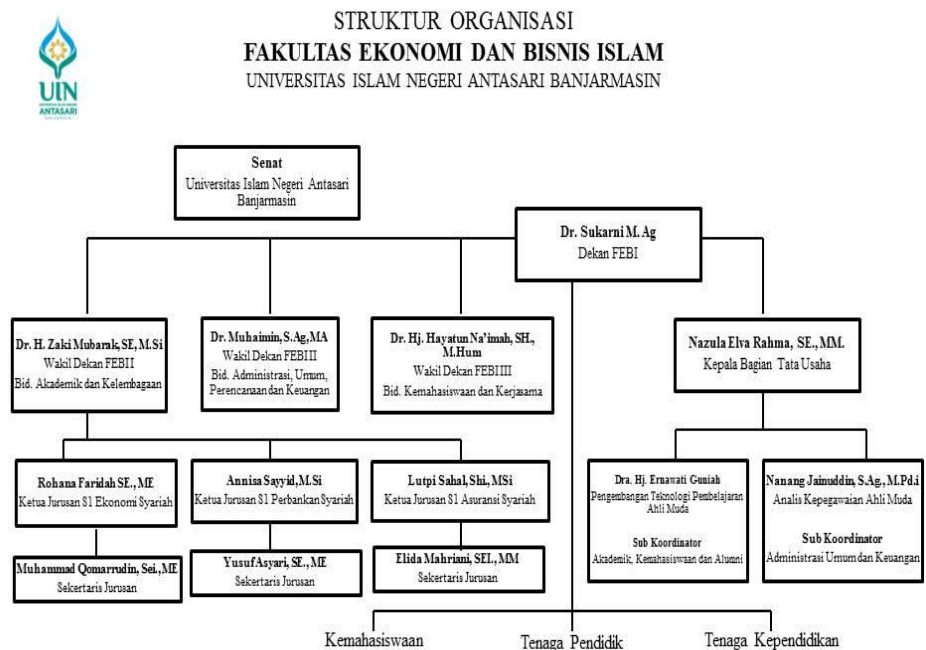 STRUKTUR ORGANISASI
FAKULTAS EKONOMI DAN BISNIS ISLAM
UNIVERSITAS ISLAM NEGERI ANTASARI BANJARMASIN
UIN
ANTASARI
Senat
Universitas Islam Negeri Antasari
Banjarmasin
Dr. Sukarni M. Ag
Dekan FEBI
Dr. H. Zaki Mubarak, SE, M.Si
Wakil Dekan FEBI I
Bid. Akademik dan Kelembagaan
Dr. Muhaimin, S.Ag, MA
Wakil Dekan FEBI II
Bid. Administrasi, Umum,
Perencanaan dan Keuangan
Dr. Hj. Hayatun Na’imah, SH.,
M.Hum
Wakil Dekan FEBI III
Bid. Kemahasiswaan dan Kerjasama
Nazula Elva Rahma, SE., MM.
Kepala Bagian Tata Usaha
Rohana Faridah SE., ME
Ketua Jurusan S1 Ekonomi Syariah
Annisa Sayyid, M.Si
Ketua Jurusan S1 Perbankan Syariah
Lutpi Sahal, Shi, MSi
Ketua Jurusan S1 Asuransi Syariah
Dra. Hj. Ernawati Guniah
Pengembangan Teknologi Pembelajaran
Ahli Muda
Sub Koordinator
Akademik, Kemahasiswaan dan Alumni
Nanang Jainuddin, S.Ag., M.Pd.i
Analis Kepegawaian Ahli Muda
Sub Koordinator
Administrasi Umum dan Keuangan
Muhammad Qomarrudin, Sei., ME
Sekertaris Jurusan
Yusuf Asyari, SE., ME
Sekertaris Jurusan
Elida Mahriani, SEI., MM
Sekertaris Jurusan
Kemahasiswaan
Tenaga Pendidik
Tenaga Kependidikan